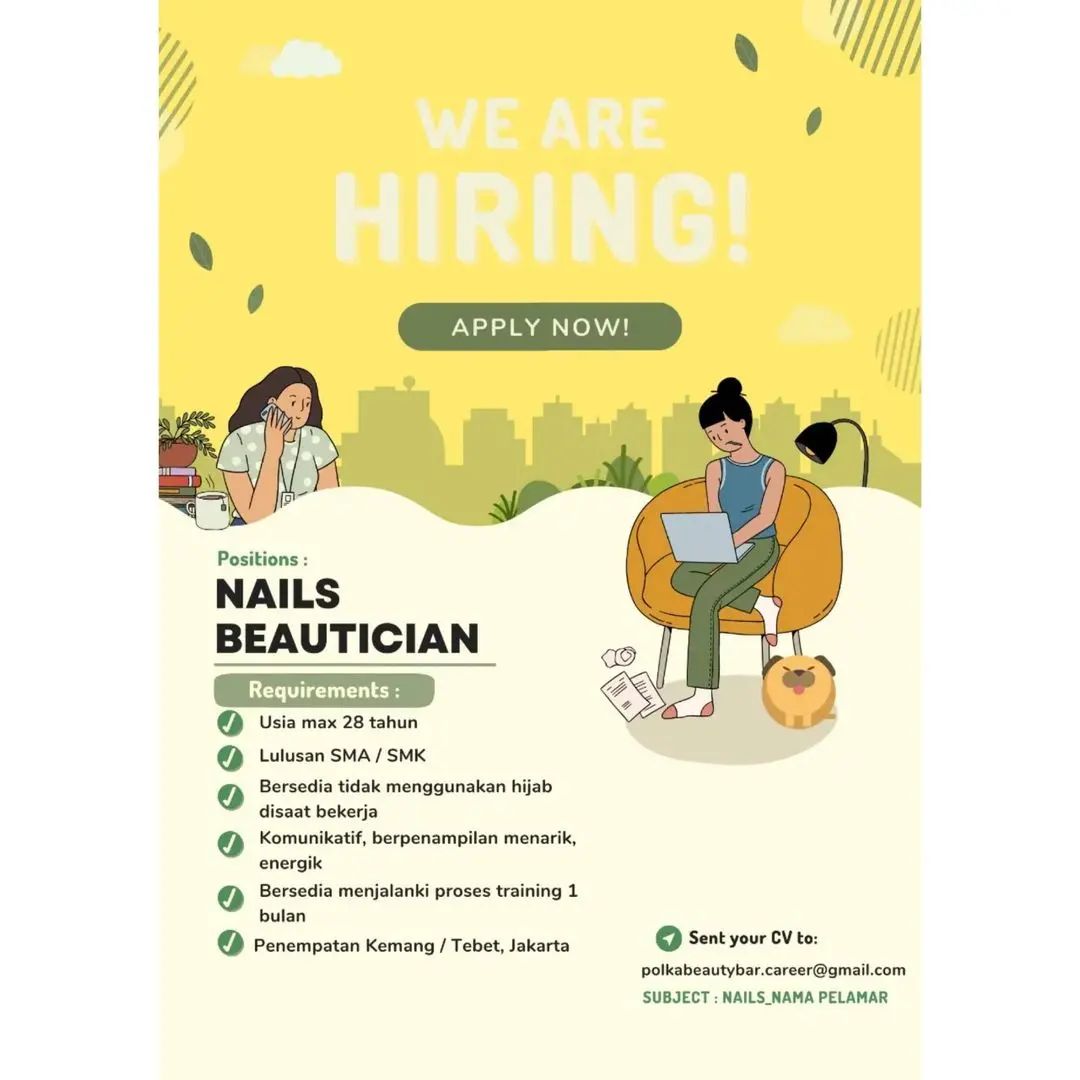 WE ARE
HIRING!
APPLY NOW!
Positions :
NAILS
BEAUTICIAN
Requirements :
Usia max 28 tahun
Lulusan SMA / SMK
Bersedia tidak menggunakan hijab
disaat bekerja
Komunikatif, berpenampilan menarik,
energik
Bersedia menjalanki proses training 1
bulan
Penempatan Kemang / Tebet, Jakarta
Sent your CV to:
polkabeautybar.career@gmail.com
SUBJECT : NAILS_NAMA PELAMAR